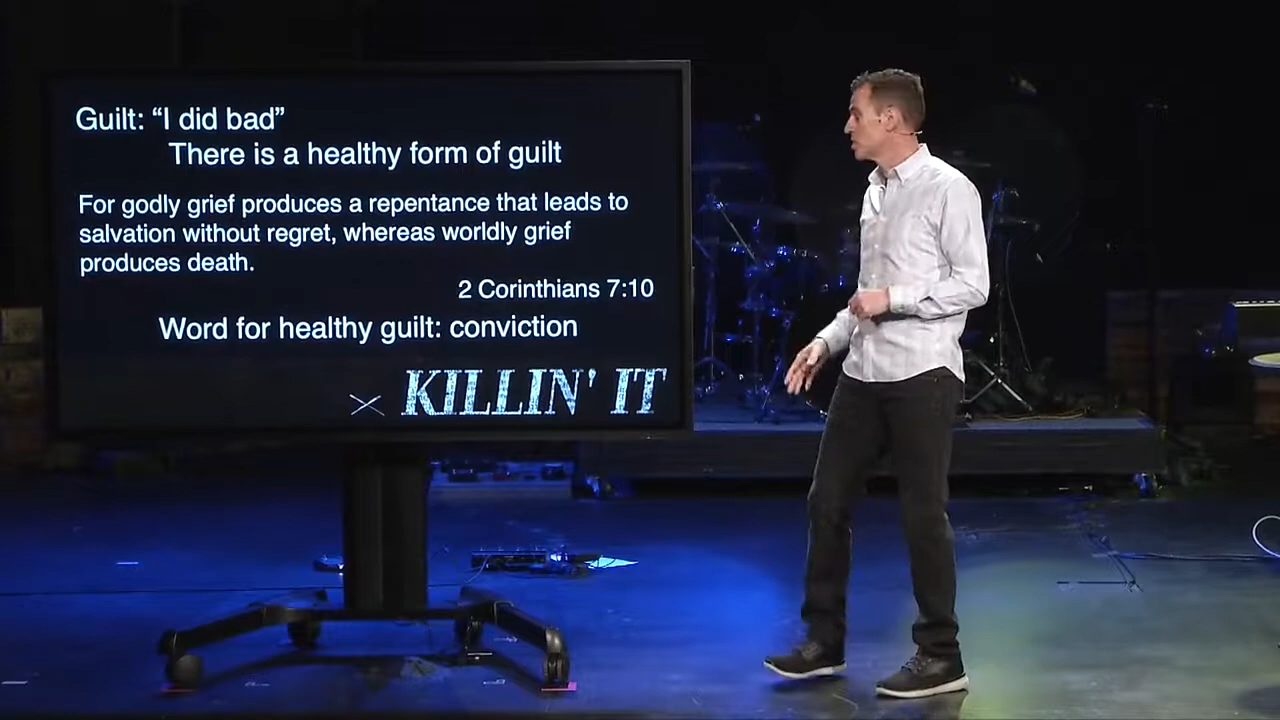 Guilt: “I did bad”
There is a healthy form of guilt
For godly grief produces a repentance that leads to
salvation without regret, whereas worldly grief
produces death.
2 Corinthians 7:10
Word for healthy guilt: conviction
KILLIN' IT